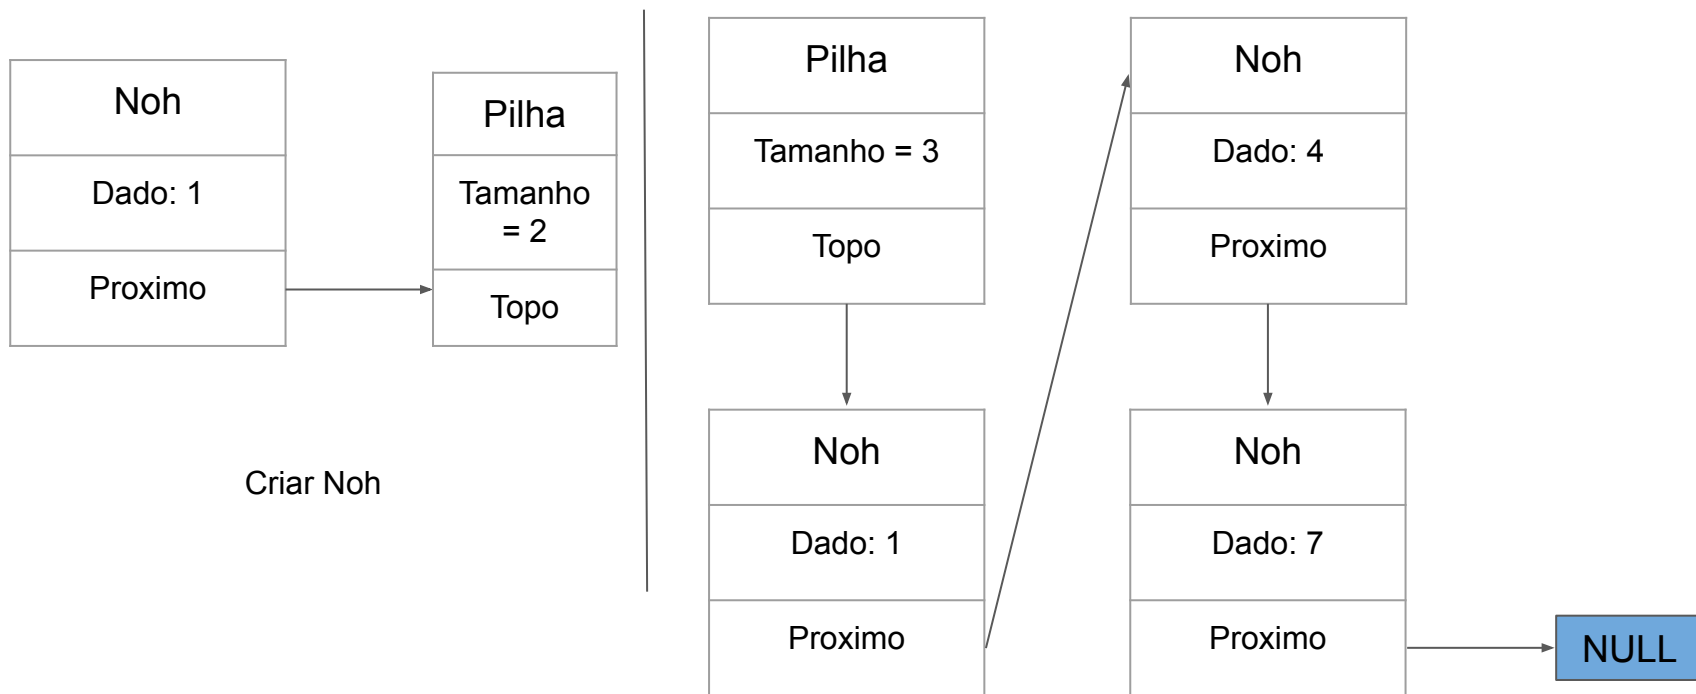 Noh
Dado: 1
Proximo
Pilha
Tamanho
= 2
Topo
Criar Noh
Pilha
Tamanho = 3
Topo
Noh
Dado: 1
Proximo
Noh
Dado: 4
Proximo
Noh
Dado: 7
Proximo
NULL